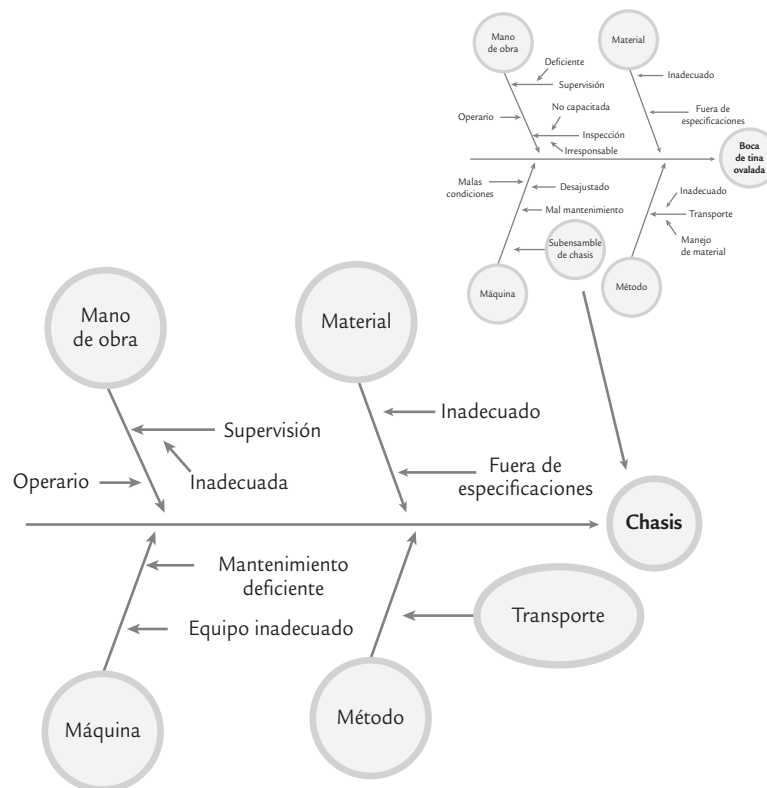 Mano
de obra
Material
Deficiente
Supervisión
Inadecuado
No capacitada
Operario
Fuera de
especificaciones
Inspección
Irresponsable
Boca
de tina
ovalada
Malas
condiciones
Desajustado
Inadecuado
Mal mantenimiento
Transporte
Manejo
de material
Subensamble
de chasis
Máquina
Método
Mano
de obra
Material
Supervisión
Inadecuado
Operario
Inadecuada
Fuera de
especificaciones
Chasis
Mantenimiento
deficiente
Equipo inadecuado
Transporte
Máquina
Método